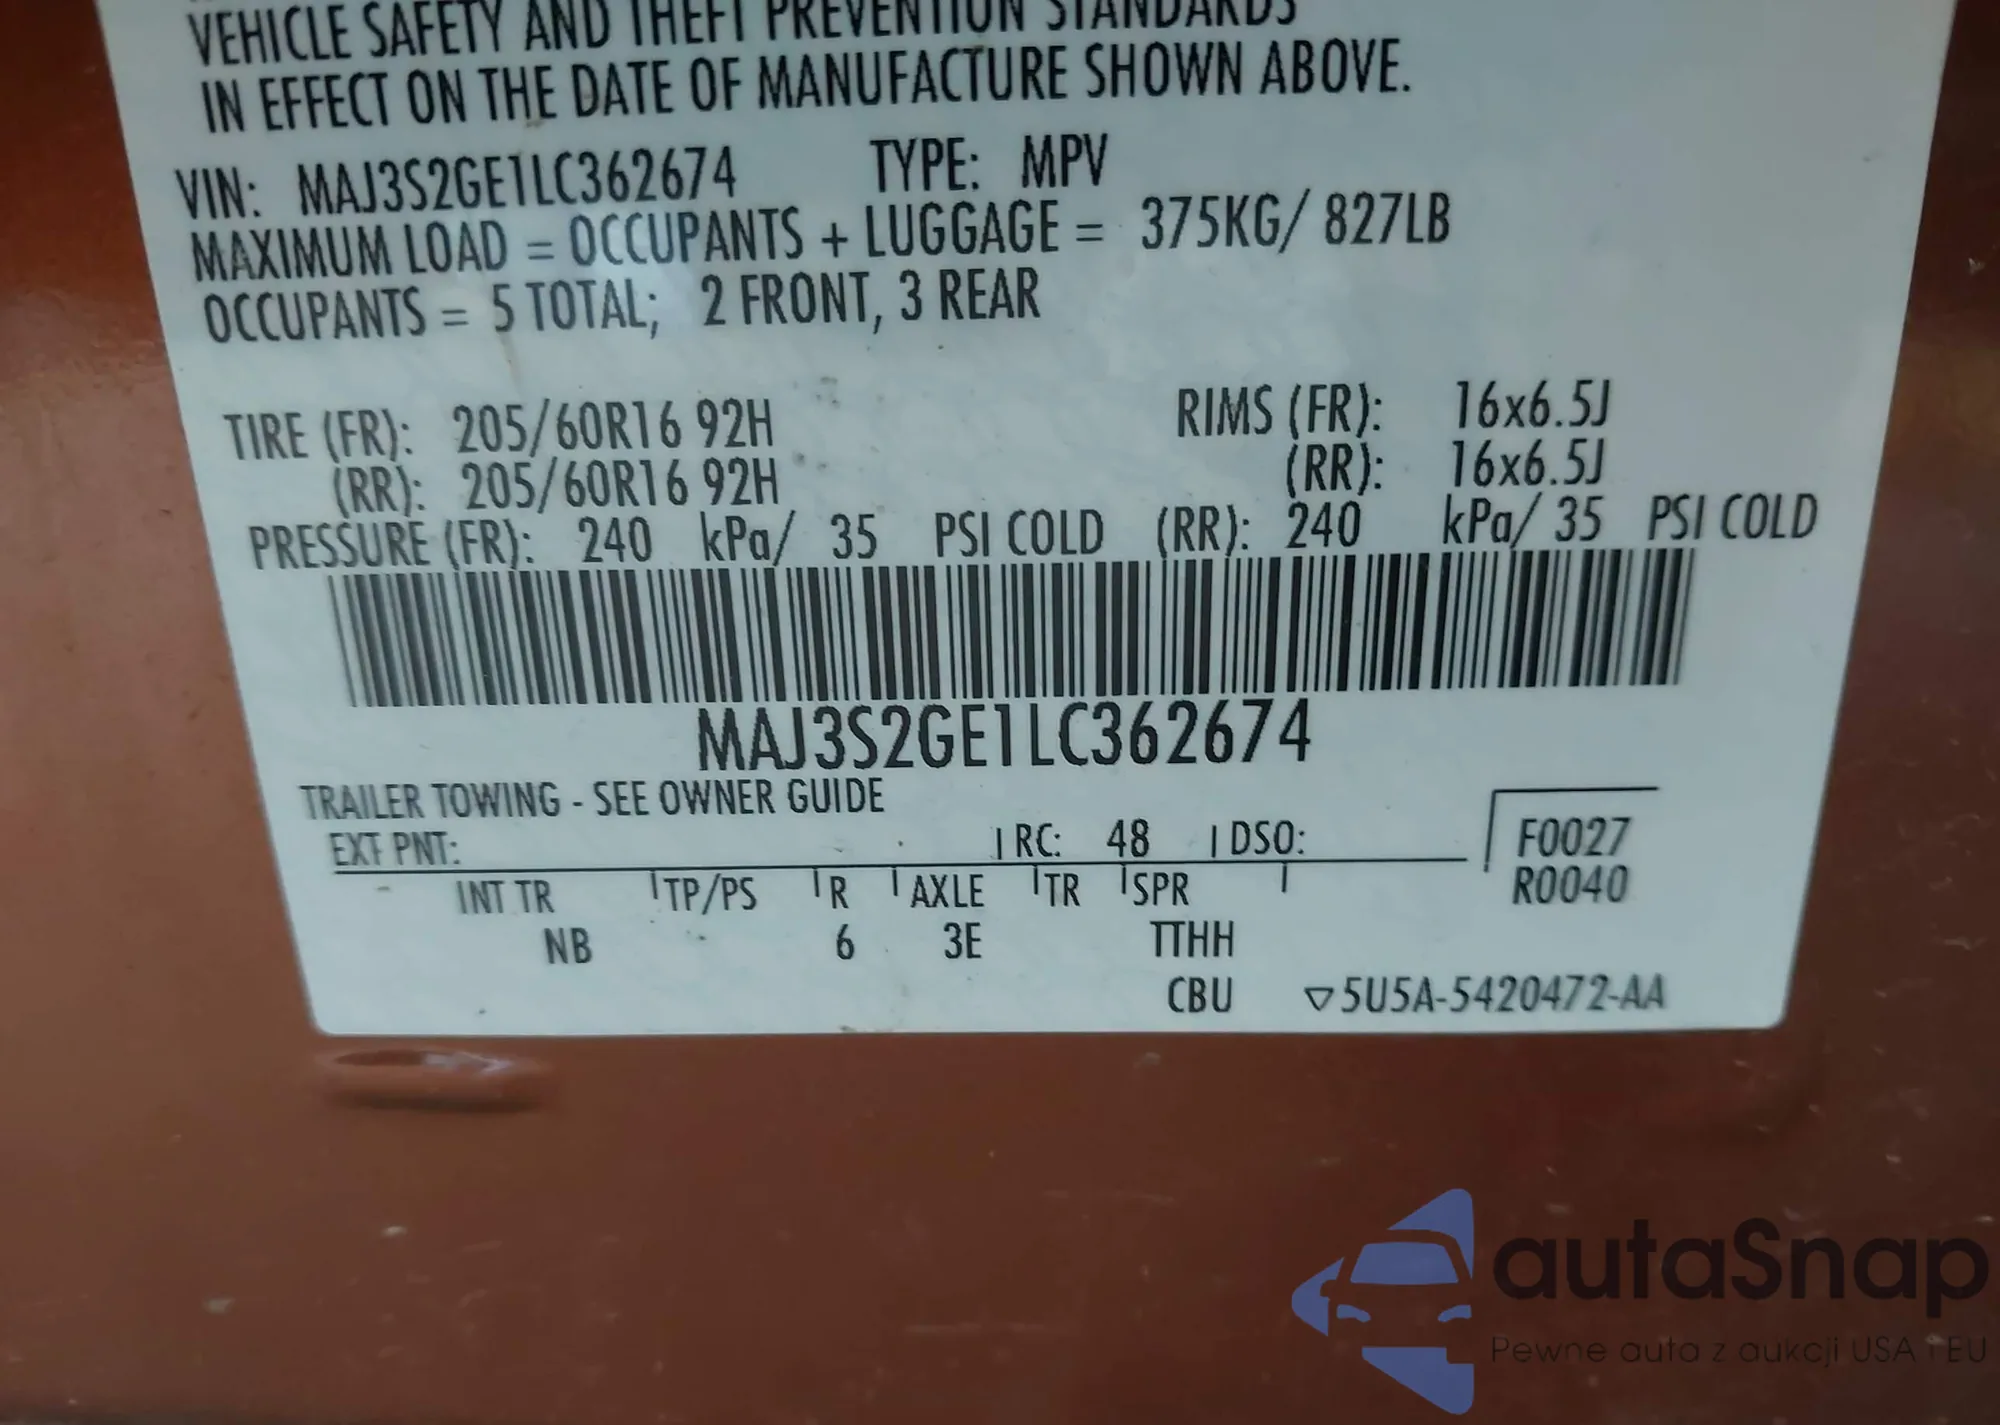 VEHICLE SAFETY AND THEFT PREVENTION STANDARDS
IN EFFECT ON THE DATE OF MANUFACTURE SHOWN ABOVE.
VIN: MAJ3S2GE1LC362674 TYPE: MPV
MAXIMUM LOAD = OCCUPANTS + LUGGAGE = 375KG/ 827LB
OCCUPANTS = 5 TOTAL; 2 FRONT, 3 REAR
TIRE (FR): 205/60R16 92H RIMS (FR): 16x6.5J
(RR): 205/60R16 92H (RR): 16x6.5J
PRESSURE (FR): 240 kPa/ 35 PSI COLD (RR): 240 kPa/ 35 PSI COLD
MAJ3S2GE1LC362674
TRAILER TOWING - SEE OWNER GUIDE
EXT PNT: RC: 48 DSO: F0027
R0040
INT TR TP/PS R AXLE TR SPR
NB 6 3E TTHH
CBU ▽5U5A-5420472-AA
autaSnap
Pewne auta z aukcji USA i EU